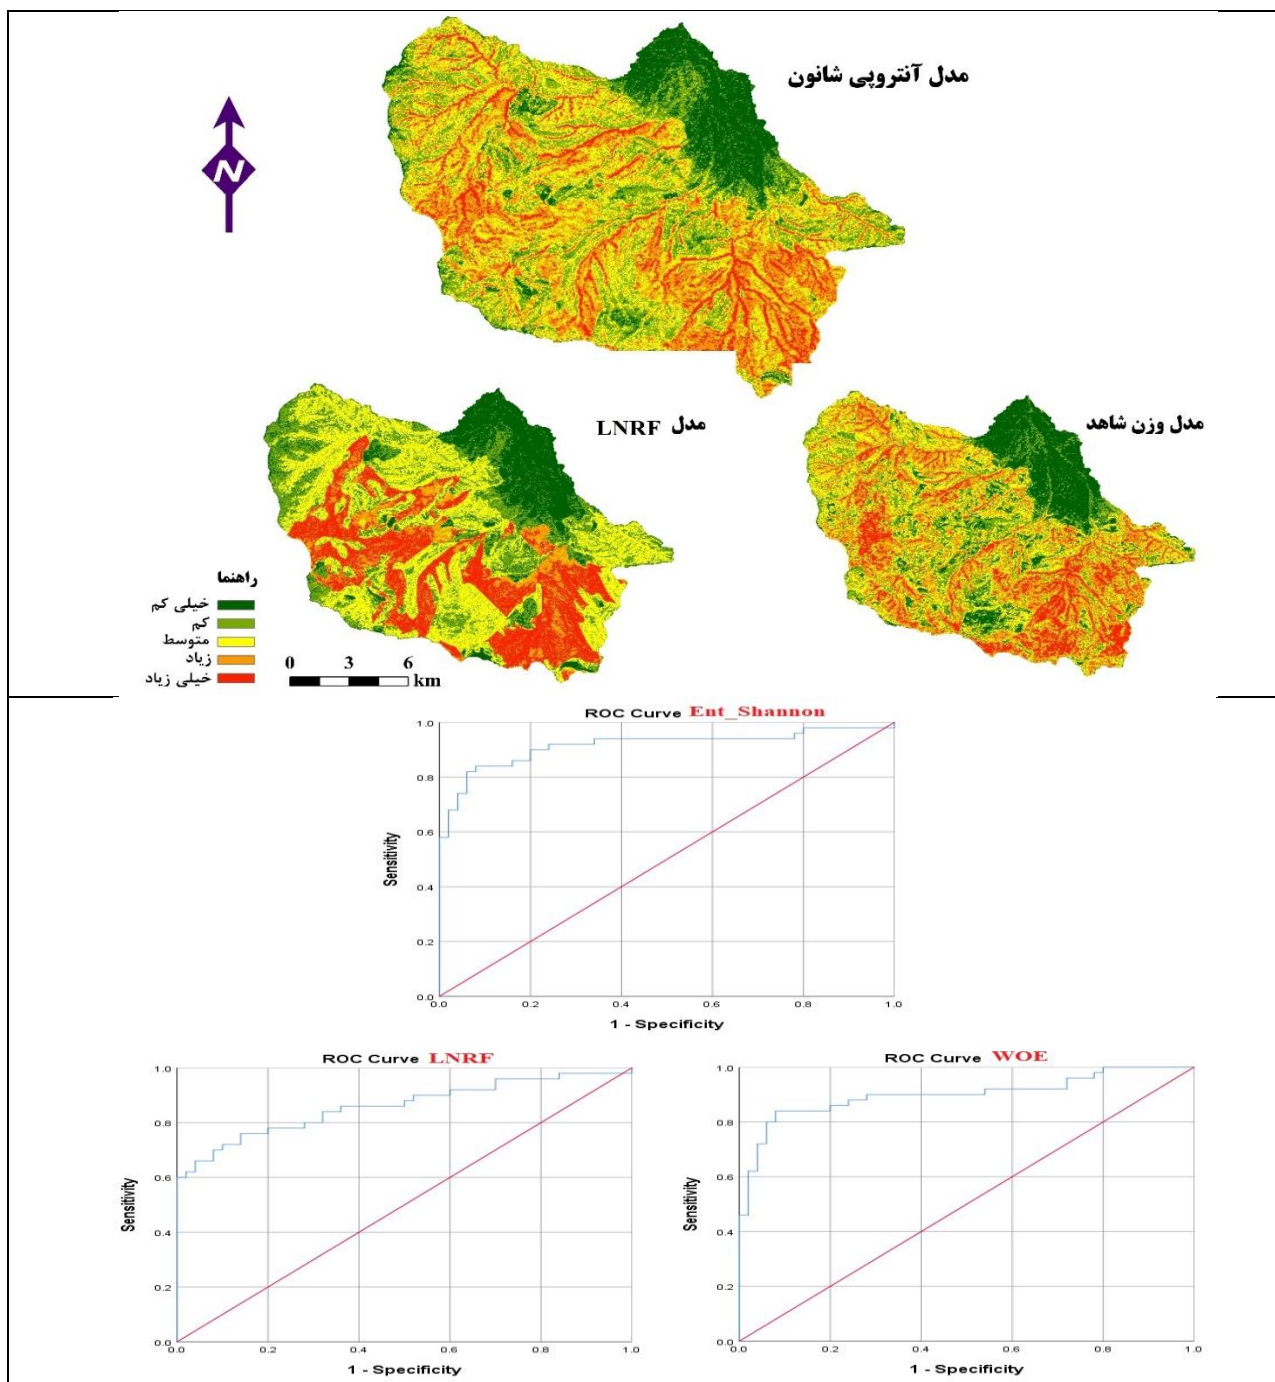 مدل آنتروپی شانون
N
مدل LNRF
مدل وزن شاهد
راهنما
خیلی کم
کم
متوسط
زیاد
خیلی زیاد
0 3 6
km
ROC Curve Ent_Shannon
1.0
0.8
0.6
0.4
0.2
0.0
Sensitivity
0.0 0.2 0.4 0.6 0.8 1.0
1 - Specificity
ROC Curve LNRF
1.0
0.8
0.6
0.4
0.2
0.0
Sensitivity
0.0 0.2 0.4 0.6 0.8 1.0
1 - Specificity
ROC Curve WOE
1.0
0.8
0.6
0.4
0.2
0.0
Sensitivity
0.0 0.2 0.4 0.6 0.8 1.0
1 - Specificity